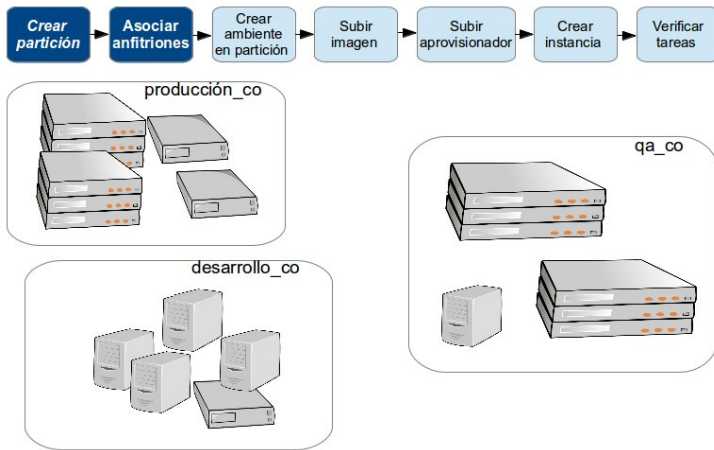 Crear
partición
Asociar
anfitriones
Crear
ambiente
en partición
Subir
imagen
Subir
aprovisionador
Crear
instancia
Verificar
tareas
producción_co
qa_co
desarrollo_co